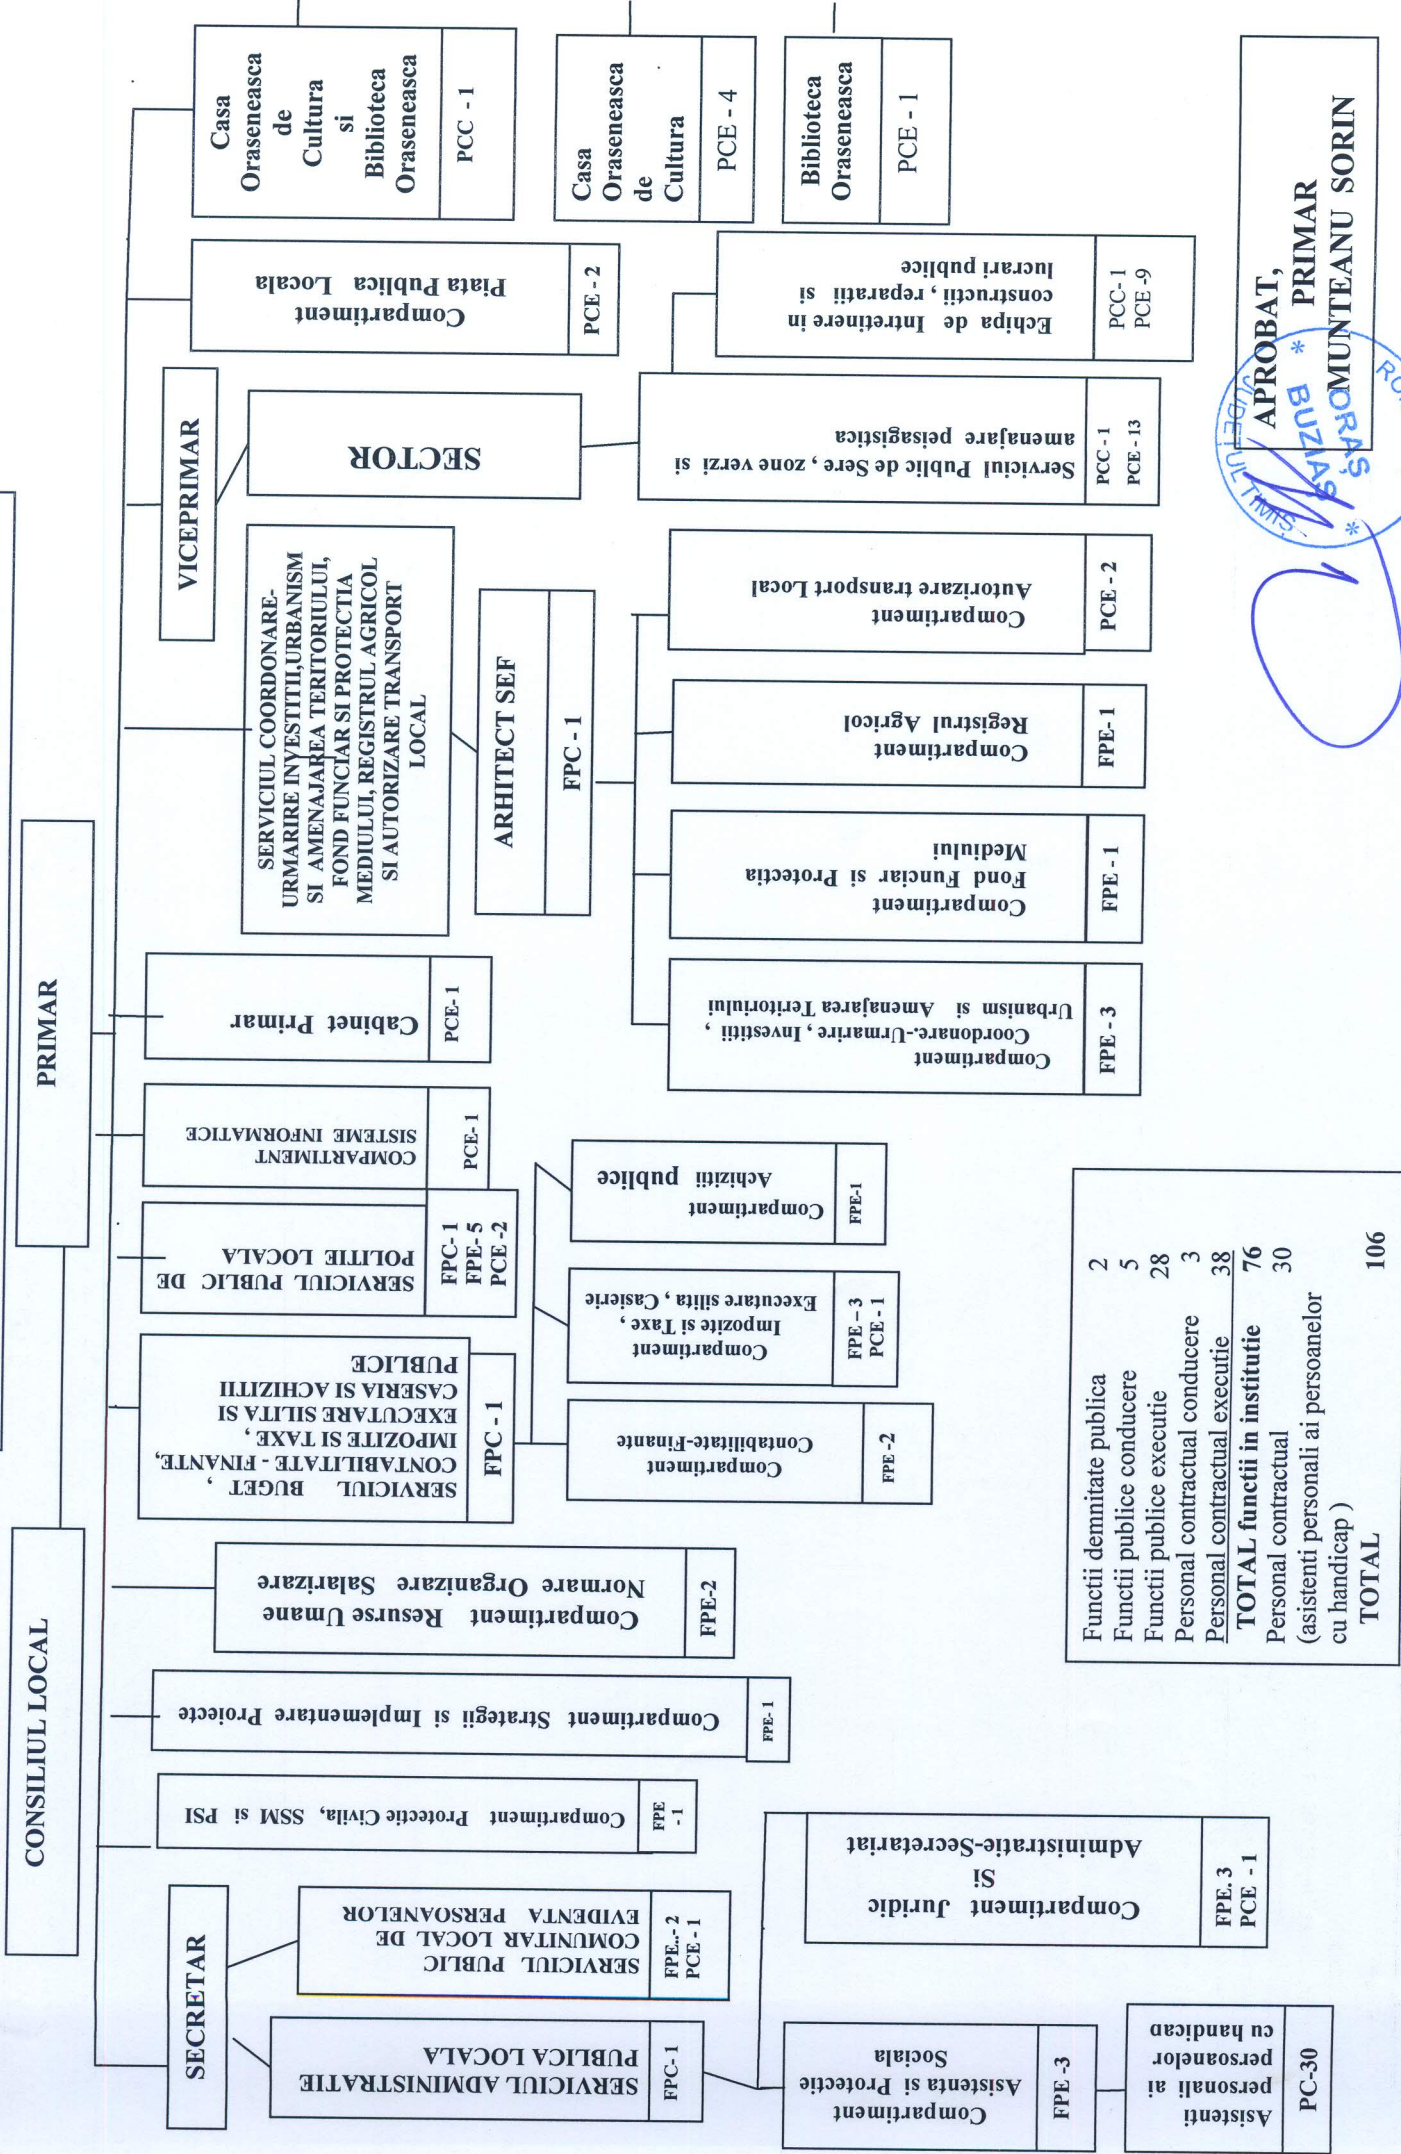 CONSILIUL LOCAL
PRIMAR
SECRETAR
SERVICIUL ADMINISTRATIE
PUBLICA LOCALA
FPC- 1
SERVICIUL PUBLIC
COMUNITAR LOCAL DE
EVIDENTA PERSOANELOR
FPE..- 2
PCE - 1
Compartiment
Asistenta si Protectie
Sociala
FPE -3
Asistenti
personali ai
persoanelor
cu handicap
PC-30
Compartiment Juridic
Si
Administratie-Secretariat
FPE. 3
PCE - 1
Compartiment Protectie Civila, SSM si PSI
FPE
- 1
Compartiment Strategii si Implementare Proiecte
FPE- 1
Compartiment Resurse Umane
Normare Organizare Salarizare
FPE-2
SERVICIUL BUGET ,
CONTABILITATE - FINANTE,
IMPOZITE SI TAXE ,
EXECUTARE SILITA SI
CASERIA SI ACHIZITII
PUBLICE
FPC - 1
Compartiment
Contabilitate-Finante
FPE -2
Compartiment
Impozite si Taxe ,
Executare silita , Casierie
FPE – 3
PCE - 1
Compartiment
Achizitii publice
FPE-1
SERVICIUL PUBLIC DE
POLITIE LOCALA
FPC- 1
FPE- 5
PCE -2
COMPARTIMENT
SISTEME INFORMATICE
PCE- 1
Cabinet Primar
PCE- 1
SERVICIUL COORDONARE-
URMARIRE INVESTITII,URBANISM
SI AMENAJAREA TERITORIULUI,
FOND FUNCIAR SI PROTECTIA
MEDIULUI, REGISTRUL AGRICOL
SI AUTORIZARE TRANSPORT
LOCAL
ARHITECT SEF
FPC - 1
Compartiment
Coordonare.-Urmarire , Investitii ,
Urbanism si Amenajarea Teritoriului
FPE - 3
Compartiment
Fond Funciar si Protectia
Mediului
FPE - 1
Compartiment
Registrul Agricol
FPE- 1
Compartiment
Autorizare transport Local
PCE - 2
VICEPRIMAR
SECTOR
Serviciul Public de Sere , zone verzi si
amenajare peisagistica
PCC - 1
PCE - 13
Echipa de Intretinere in
constructii , reparatii si
lucrari publice
PCC- 1
PCE -9
Compartiment
Piata Publica Locala
PCE - 2
Casa
Oraseneasca
de
Cultura
si
Biblioteca
Oraseneasca
PCC - 1
Casa
Oraseneasca
de
Cultura
PCE - 4
Biblioteca
Oraseneasca
PCE - 1
Functii demnitate publica 2
Functii publice conducere 5
Functii publice executie 28
Personal contractual conducere 3
Personal contractual executie 38
TOTAL functii in institutie 76
Personal contractual 30
(asistenti personali ai persoanelor
cu handicap )
TOTAL 106
APROBAT,
PRIMAR
MUNTEANU SORIN
JUDEȚUL TIMIȘ
ORAȘ
BUZIAȘ